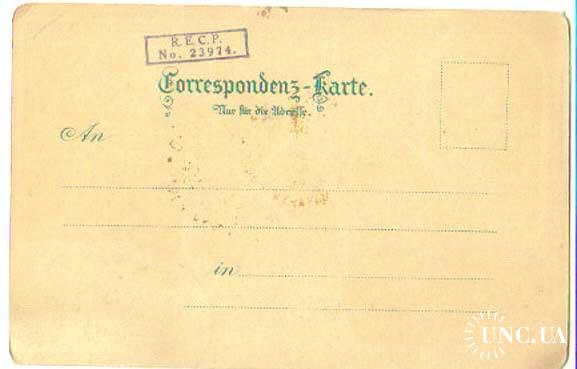 R.E.C.P.
No. 23974.
Correspondenz-Karte.
Nur für die Adresse.
An
in
UNC.UA